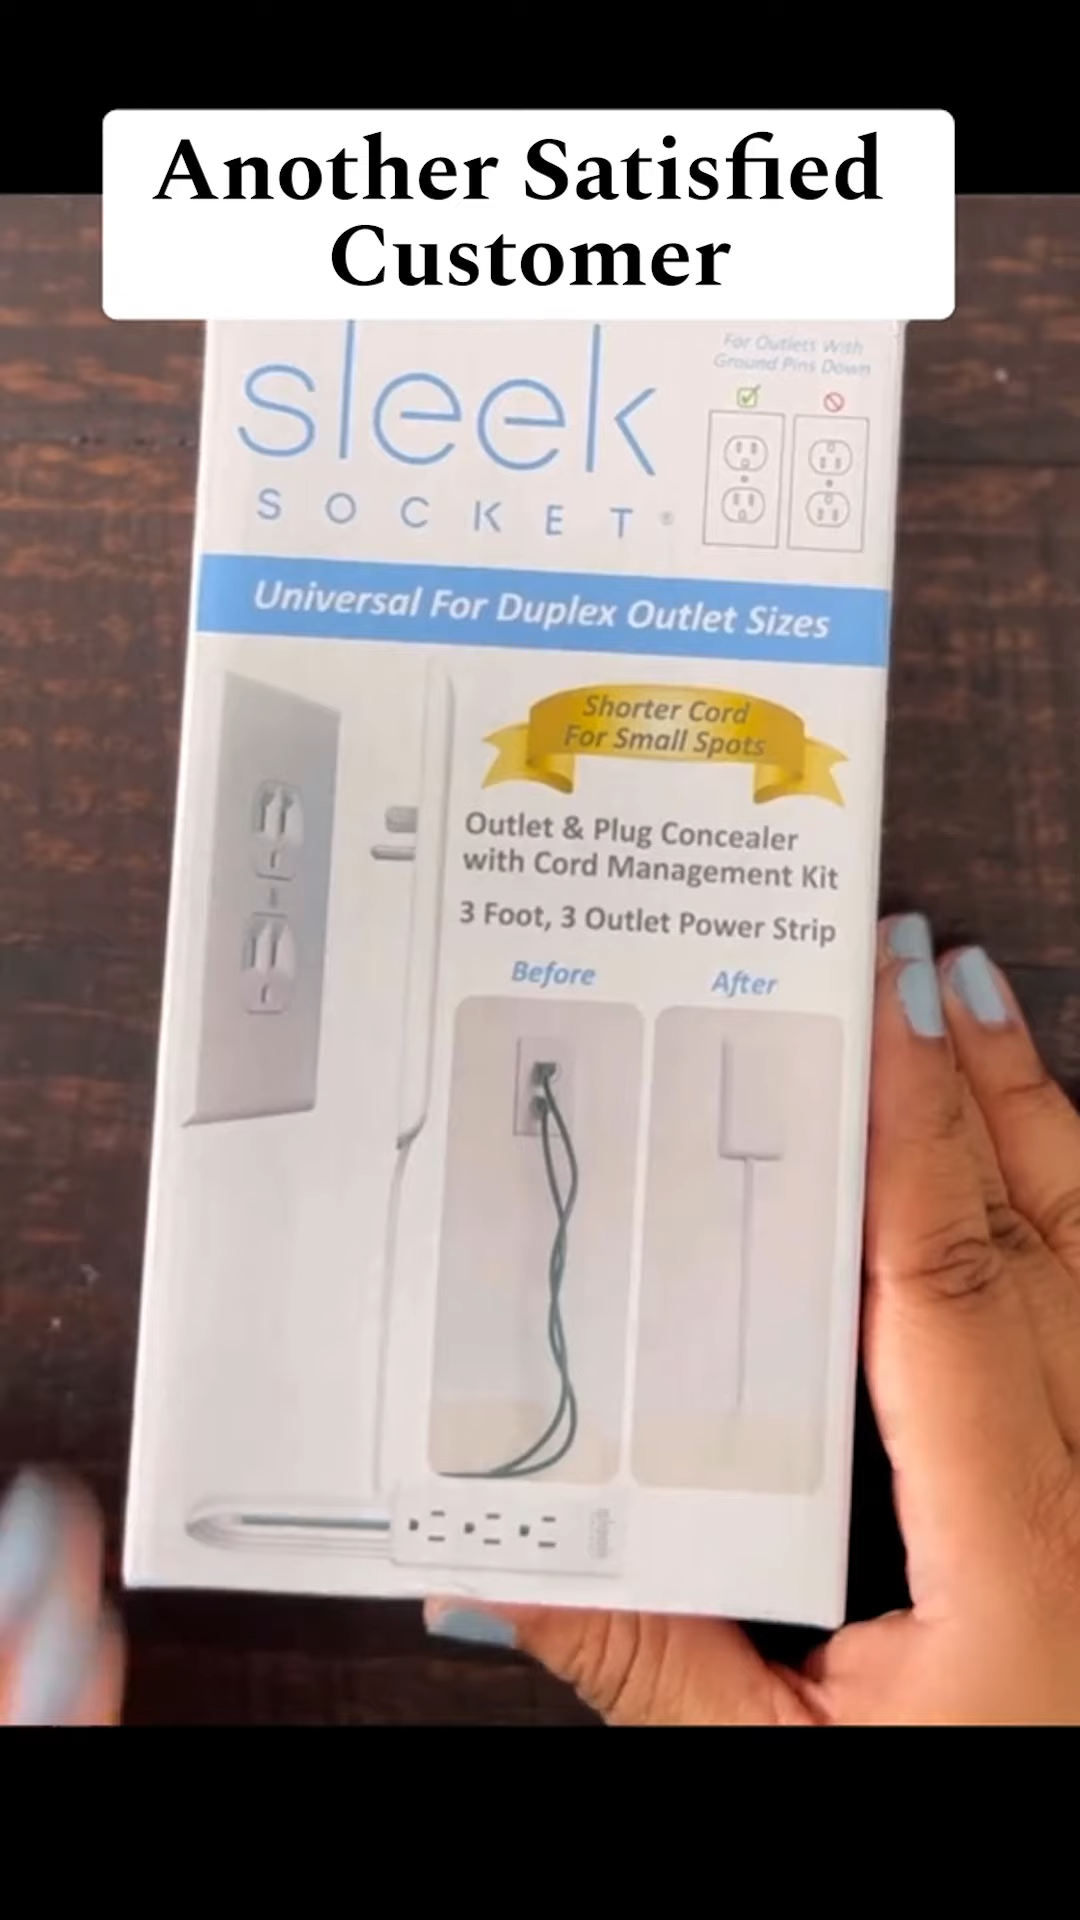 Another Satisfied
Customer
sleek
SOCKET®
For Outlets With
Ground Pins Down
Universal For Duplex Outlet Sizes
Shorter Cord
For Small Spots
Outlet & Plug Concealer
with Cord Management Kit
3 Foot, 3 Outlet Power Strip
Before
After